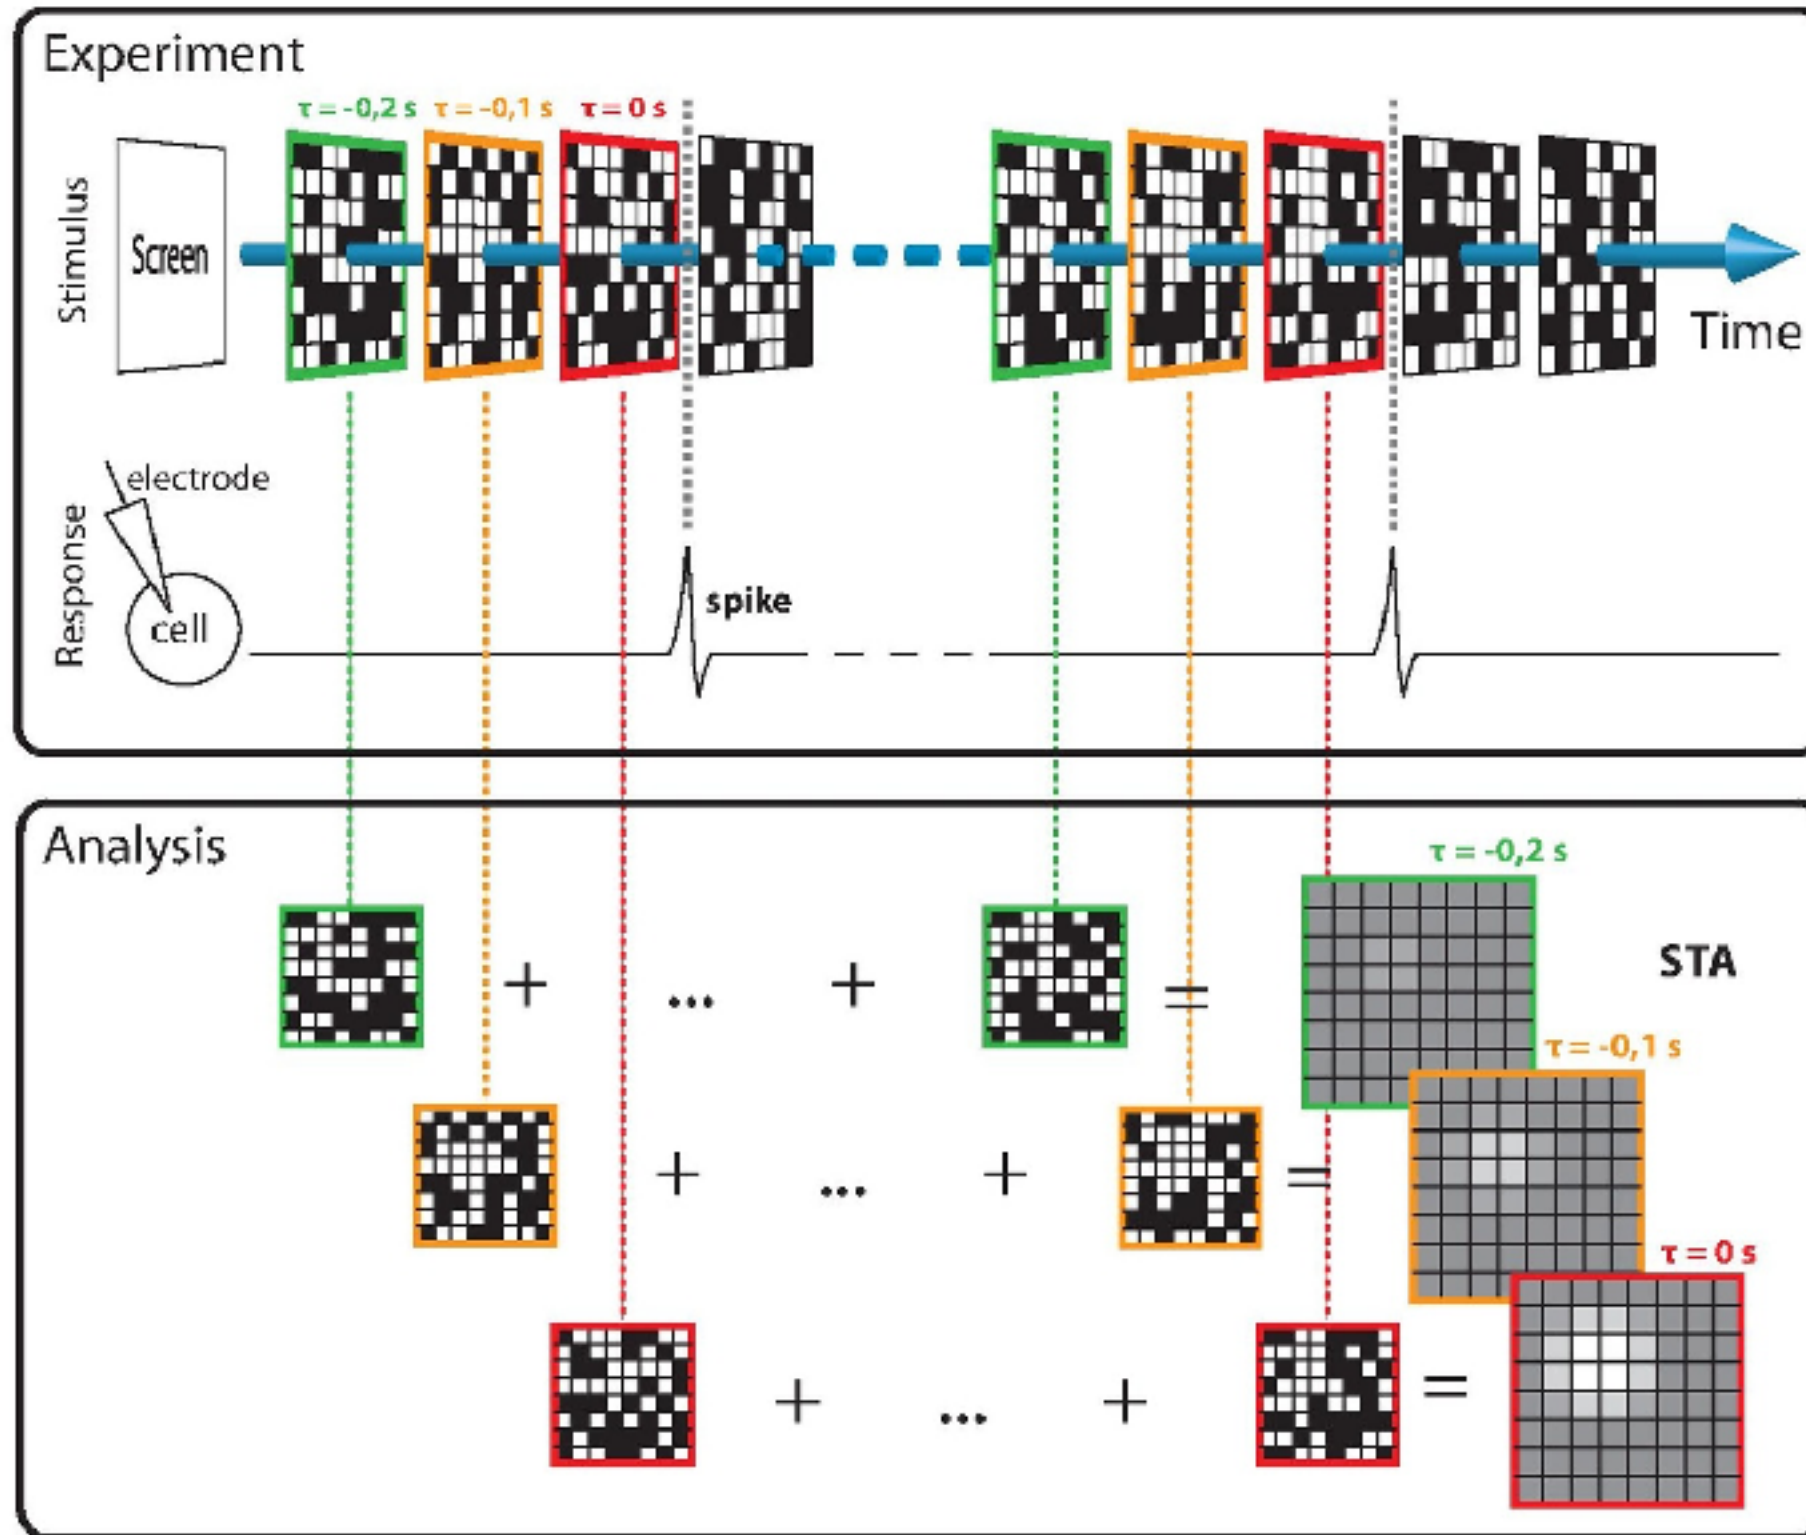 Experiment
τ = -0,2 s τ = -0,1 s τ = 0 s
Stimulus
Screen
Time
Response
electrode
cell
spike
Analysis
τ = -0,2 s
+ ... + =
STA
τ = -0,1 s
+ ... + =
τ = 0 s
+ ... + =